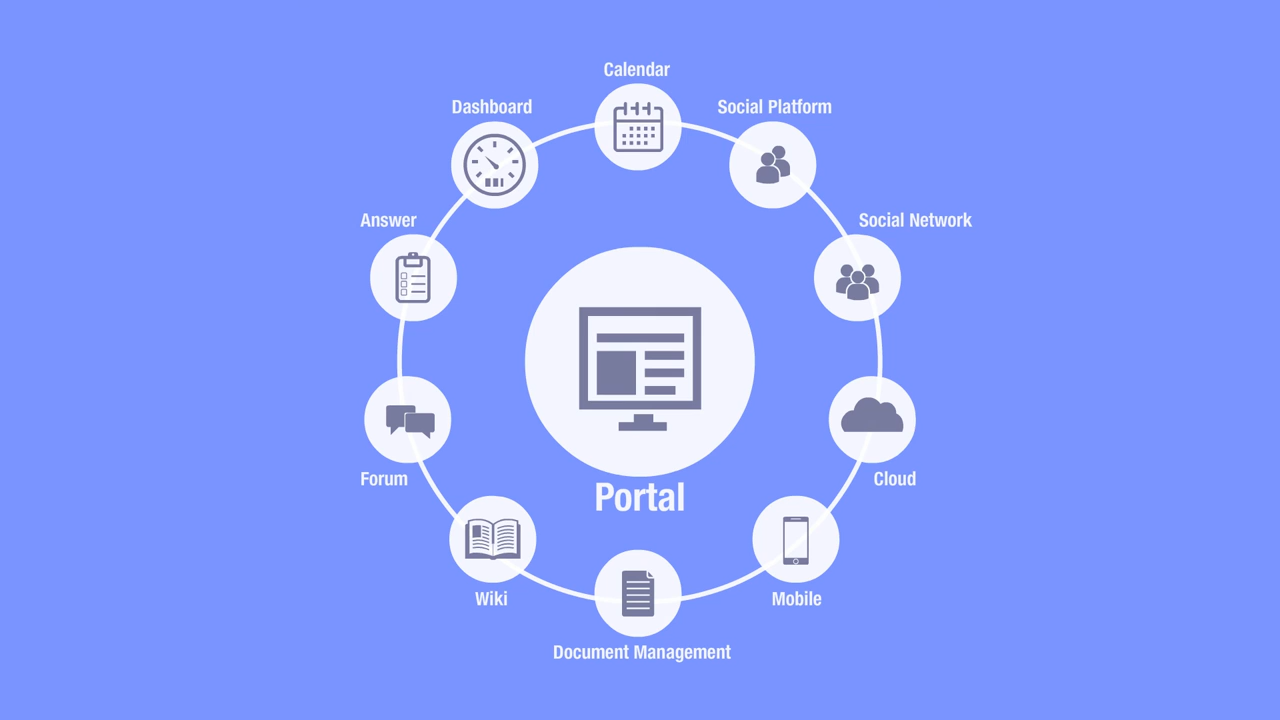 Calendar
Dashboard
Social Platform
Answer
Social Network
Portal
Forum
Cloud
Wiki
Mobile
Document Management